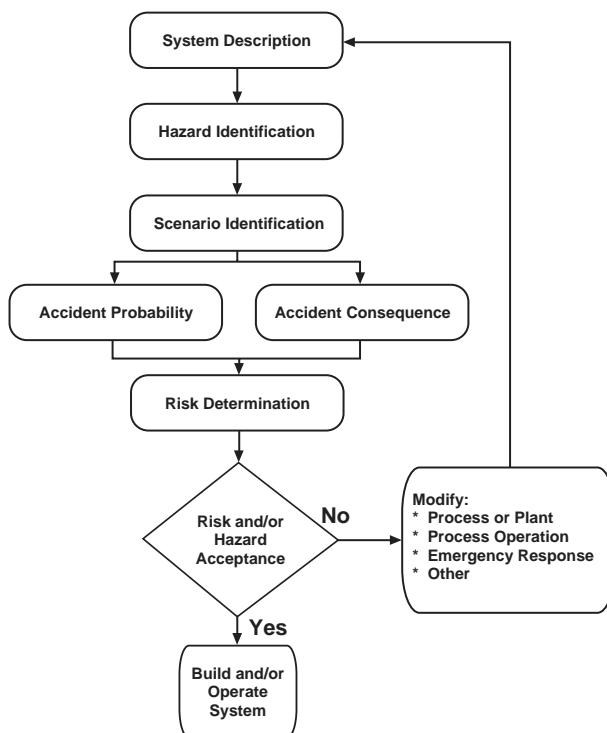 System Description
Hazard Identification
Scenario Identification
Accident Probability
Accident Consequence
Risk Determination
Risk and/or
Hazard
Acceptance
No
Modify:
* Process or Plant
* Process Operation
* Emergency Response
* Other
Yes
Build and/or
Operate
System